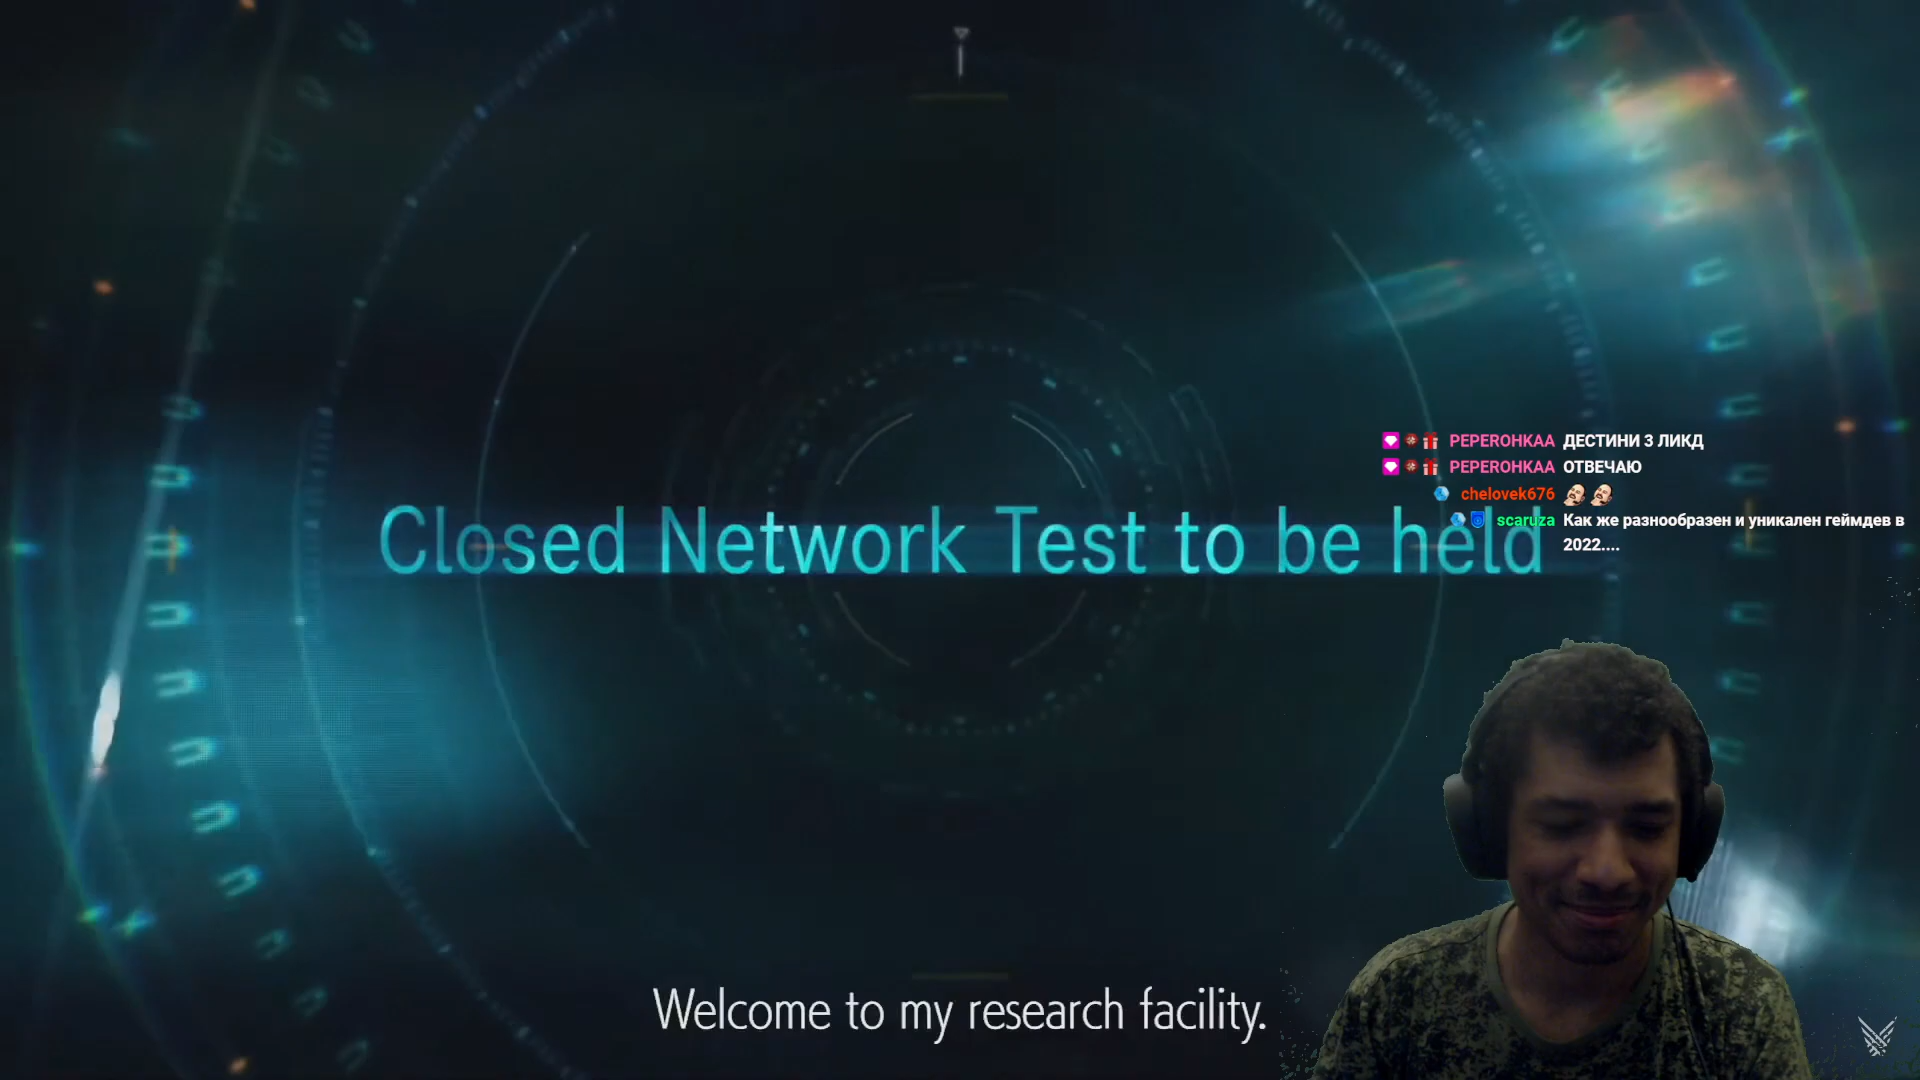 PEPEROHKAA ДЕСТИНИ 3 ЛИКД
PEPEROHKAA ОТВЕЧАЮ
chelovek676
scaruza Как же разнообразен и уникален геймдев в
2022....
Closed Network Test to be held
Welcome to my research facility.